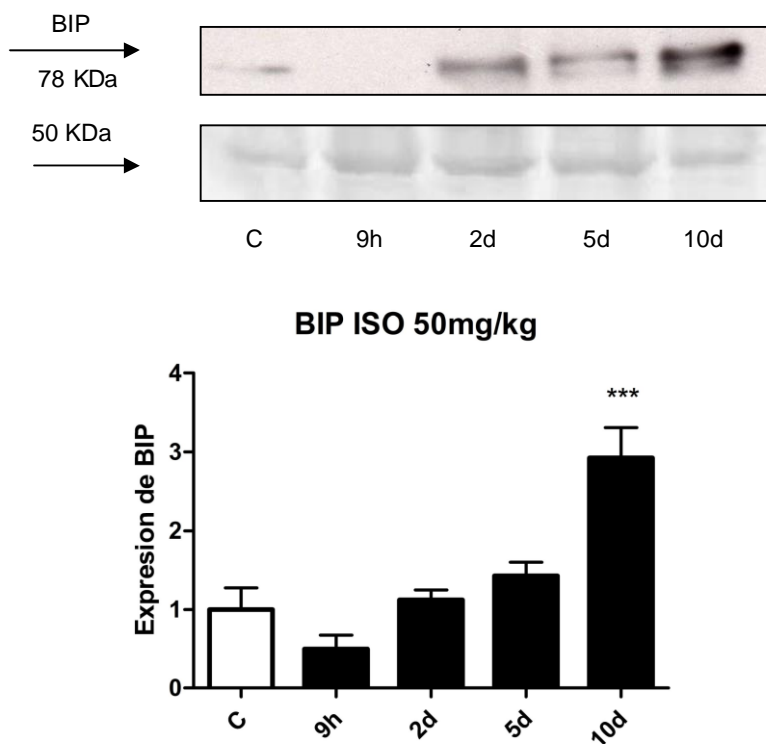 BIP
78 KDa
50 KDa
C 9h 2d 5d 10d
BIP ISO 50mg/kg
4
***
3
2
1
0
Expresion de BIP
C 9h 2d 5d 10d